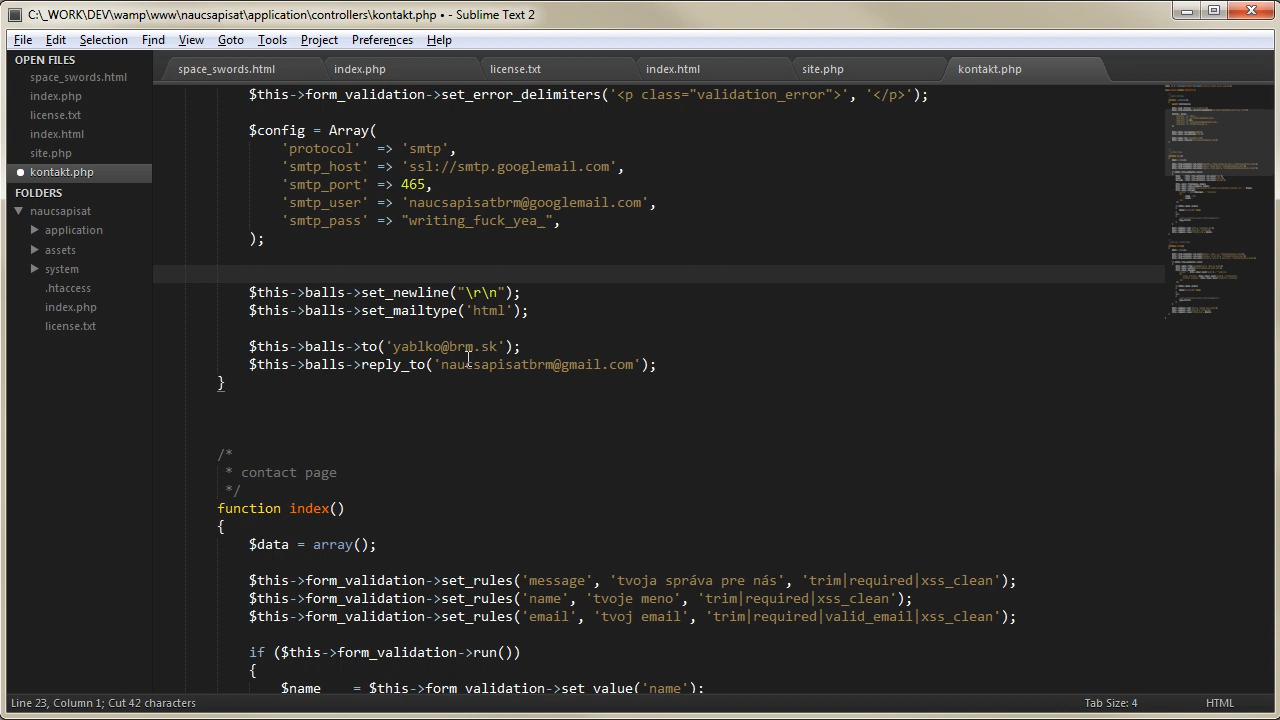 C:\_WORK\DEV\wamp\www\naucsapisat\application\controllers\kontakt.php • - Sublime Text 2
File Edit Selection Find View Goto Tools Project Preferences Help
OPEN FILES
space_swords.html
index.php
license.txt
index.html
site.php
kontakt.php
FOLDERS
naucsapisat
application
assets
system
.htaccess
index.php
license.txt
space_swords.html index.php license.txt index.html site.php kontakt.php
$this->form_validation->set_error_delimiters('<p class="validation_error">', '</p>');
$config = Array(
'protocol' => 'smtp',
'smtp_host' => 'ssl://smtp.googlemail.com',
'smtp_port' => 465,
'smtp_user' => 'naucsapisatbrm@googlemail.com',
'smtp_pass' => "writing_fuck_yea_",
);
$this->balls->set_newline("\r\n");
$this->balls->set_mailtype('html');
$this->balls->to('yablko@brm.sk');
$this->balls->reply_to('naucsapisatbrm@gmail.com');
}
/*
* contact page
*/
function index()
{
$data = array();
$this->form_validation->set_rules('message', 'tvoja správa pre nás', 'trim|required|xss_clean');
$this->form_validation->set_rules('name', 'tvoje meno', 'trim|required|xss_clean');
$this->form_validation->set_rules('email', 'tvoj email', 'trim|required|valid_email|xss_clean');
if ($this->form_validation->run())
{
$name = $this->form_validation->set_value('name');
Line 23, Column 1; Cut 42 characters
Tab Size: 4
HTML